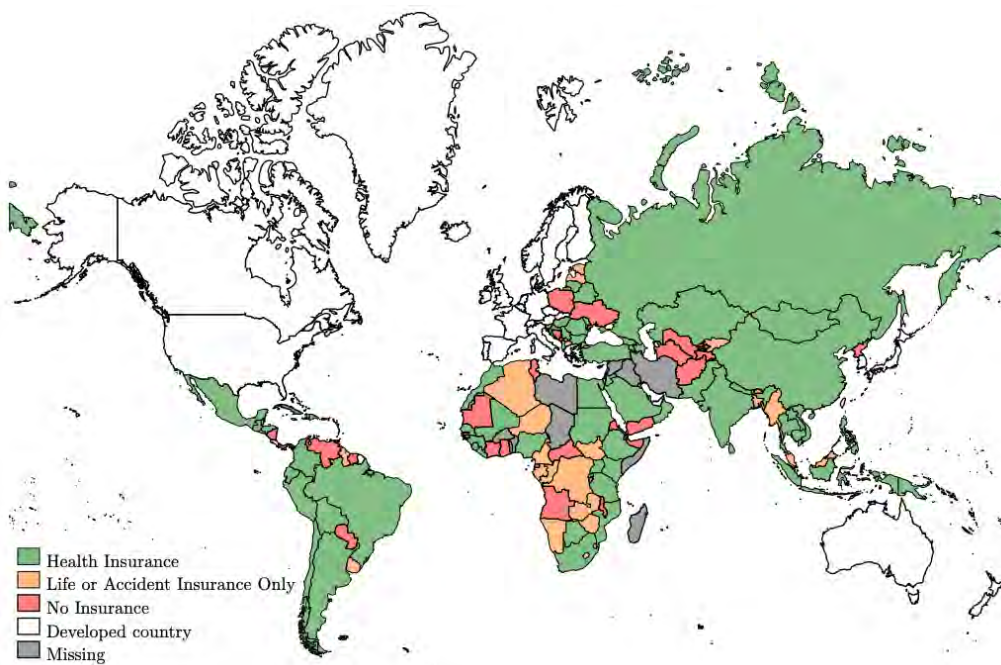 Health Insurance
Life or Accident Insurance Only
No Insurance
Developed country
Missing